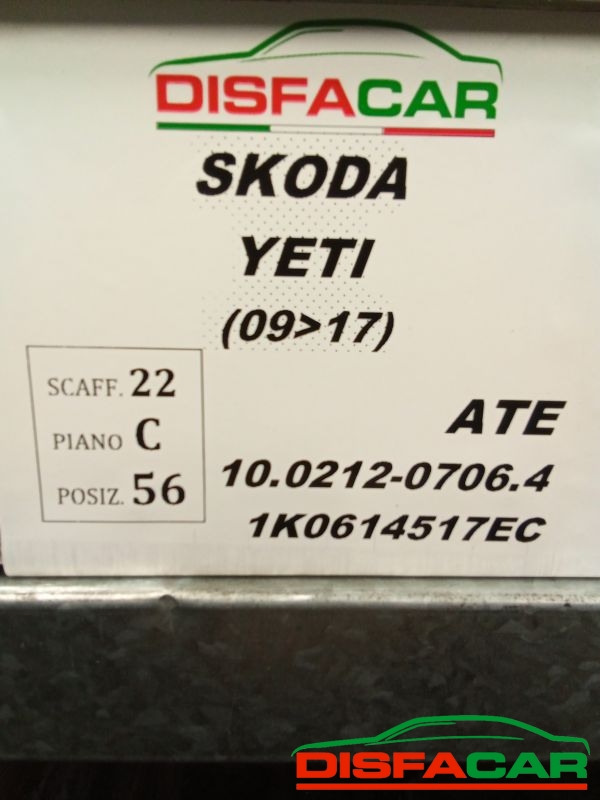 DISFACAR
SKODA
YETI
(09>17)
SCAFF. 22
PIANO C
POSIZ. 56
ATE
10.0212-0706.4
1K0614517EC
DISFACAR